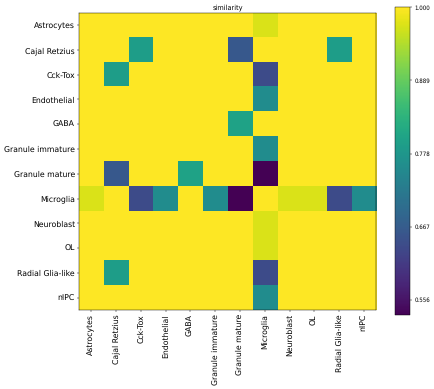 similarity
Astrocytes
Cajal Retzius
Cck-Tox
Endothelial
GABA
Granule immature
Granule mature
Microglia
Neuroblast
OL
Radial Glia-like
nIPC
Astrocytes
Cajal Retzius
Cck-Tox
Endothelial
GABA
Granule immature
Granule mature
Microglia
Neuroblast
OL
Radial Glia-like
nIPC
1.000
0.889
0.778
0.667
0.556